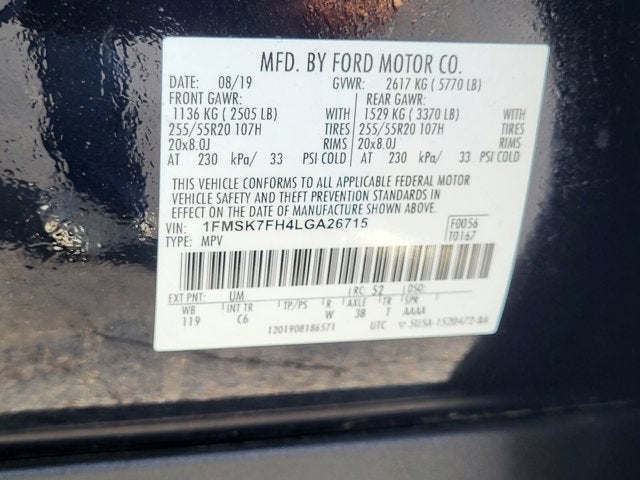 MFD. BY FORD MOTOR CO.
DATE: 08/19 GVWR: 2617 KG ( 5770 LB)
FRONT GAWR: REAR GAWR:
1136 KG ( 2505 LB) WITH 1529 KG ( 3370 LB) WITH
255/55R20 107H TIRES 255/55R20 107H TIRES
20x8.0J RIMS 20x8.0J RIMS
AT 230 kPa/ 33 PSI COLD AT 230 kPa/ 33 PSI COLD
THIS VEHICLE CONFORMS TO ALL APPLICABLE FEDERAL MOTOR
VEHICLE SAFETY AND THEFT PREVENTION STANDARDS IN
EFFECT ON THE DATE OF MANUFACTURE SHOWN ABOVE.
VIN: 1FMSK7FH4LGA26715 F0056
TYPE: MPV T0167
EXT PNT: UM RC: 52 DSO:
WB INT TR TP/PS R AXLE TR SPR
119 C6 W 38 T AAAA
1201908186571 UTC ▽ 5USA-1520472-BA